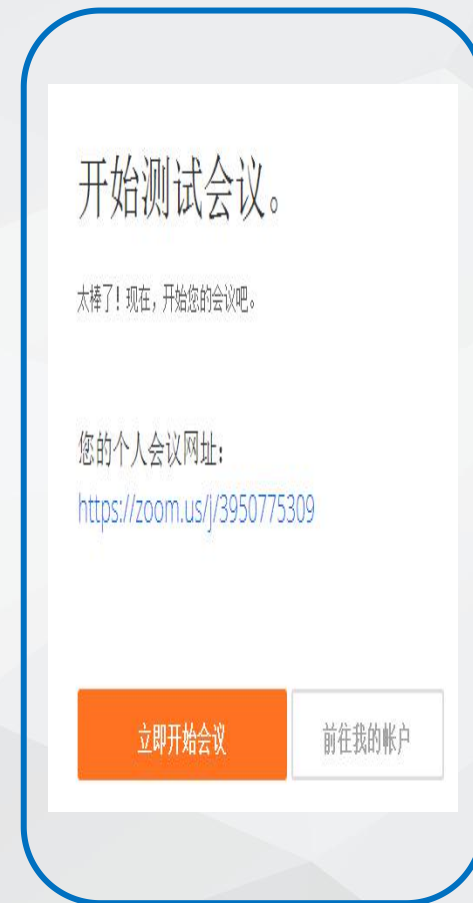 开始测试会议。
太棒了！现在，开始您的会议吧。
您的个人会议网址：
https://zoom.us/j/3950775309
立即开始会议
前往我的帐户